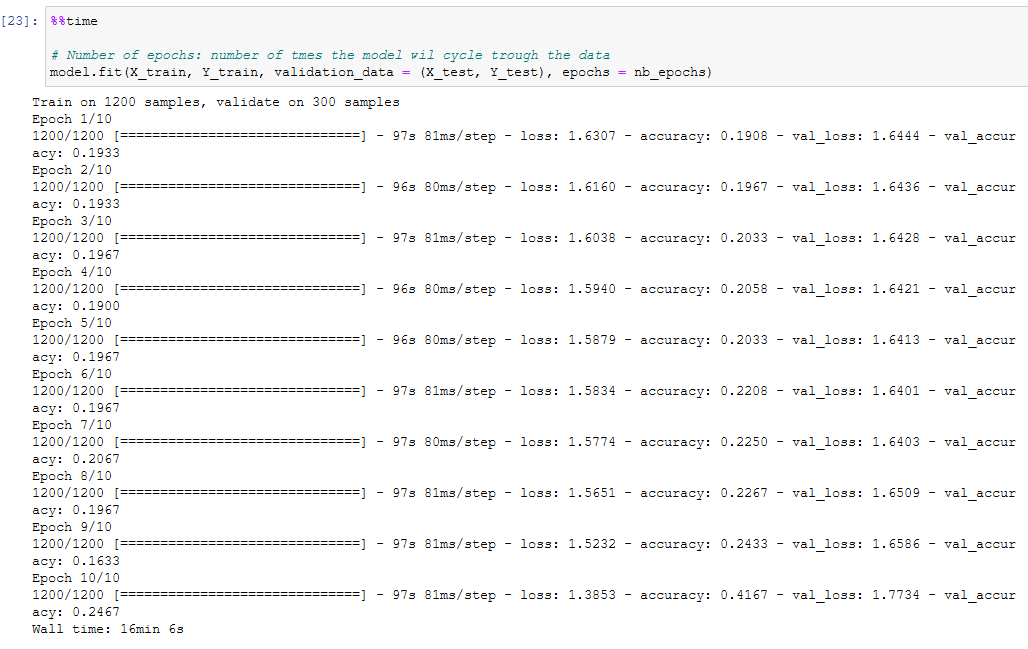 [23]: %%time
# Number of epochs: number of tmes the model wil cycle trough the data
model.fit(X_train, Y_train, validation_data = (X_test, Y_test), epochs = nb_epochs)
Train on 1200 samples, validate on 300 samples
Epoch 1/10
1200/1200 [==============================] - 97s 81ms/step - loss: 1.6307 - accuracy: 0.1908 - val_loss: 1.6444 - val_accur
acy: 0.1933
Epoch 2/10
1200/1200 [==============================] - 96s 80ms/step - loss: 1.6160 - accuracy: 0.1967 - val_loss: 1.6436 - val_accur
acy: 0.1933
Epoch 3/10
1200/1200 [==============================] - 97s 81ms/step - loss: 1.6038 - accuracy: 0.2033 - val_loss: 1.6428 - val_accur
acy: 0.1967
Epoch 4/10
1200/1200 [==============================] - 96s 80ms/step - loss: 1.5940 - accuracy: 0.2058 - val_loss: 1.6421 - val_accur
acy: 0.1900
Epoch 5/10
1200/1200 [==============================] - 96s 80ms/step - loss: 1.5879 - accuracy: 0.2033 - val_loss: 1.6413 - val_accur
acy: 0.1967
Epoch 6/10
1200/1200 [==============================] - 97s 81ms/step - loss: 1.5834 - accuracy: 0.2208 - val_loss: 1.6401 - val_accur
acy: 0.1967
Epoch 7/10
1200/1200 [==============================] - 97s 80ms/step - loss: 1.5774 - accuracy: 0.2250 - val_loss: 1.6403 - val_accur
acy: 0.2067
Epoch 8/10
1200/1200 [==============================] - 97s 81ms/step - loss: 1.5651 - accuracy: 0.2267 - val_loss: 1.6509 - val_accur
acy: 0.1967
Epoch 9/10
1200/1200 [==============================] - 97s 81ms/step - loss: 1.5232 - accuracy: 0.2433 - val_loss: 1.6586 - val_accur
acy: 0.1633
Epoch 10/10
1200/1200 [==============================] - 97s 81ms/step - loss: 1.3853 - accuracy: 0.4167 - val_loss: 1.7734 - val_accur
acy: 0.2467
Wall time: 16min 6s